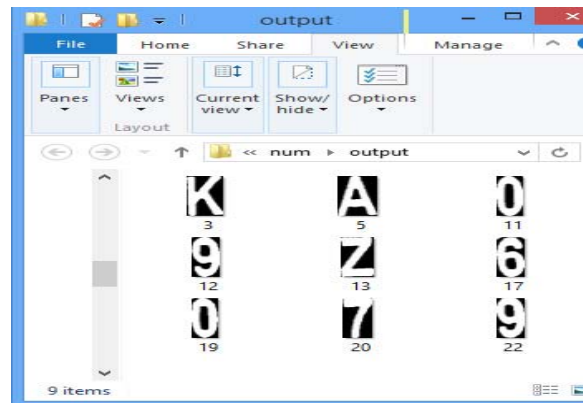 output
File Home Share View Manage
Panes Views Current view Show/ hide Options
Layout
« num output
K A 0
3 5 11
9 Z 6
12 13 17
0 7 9
19 20 22
9 items